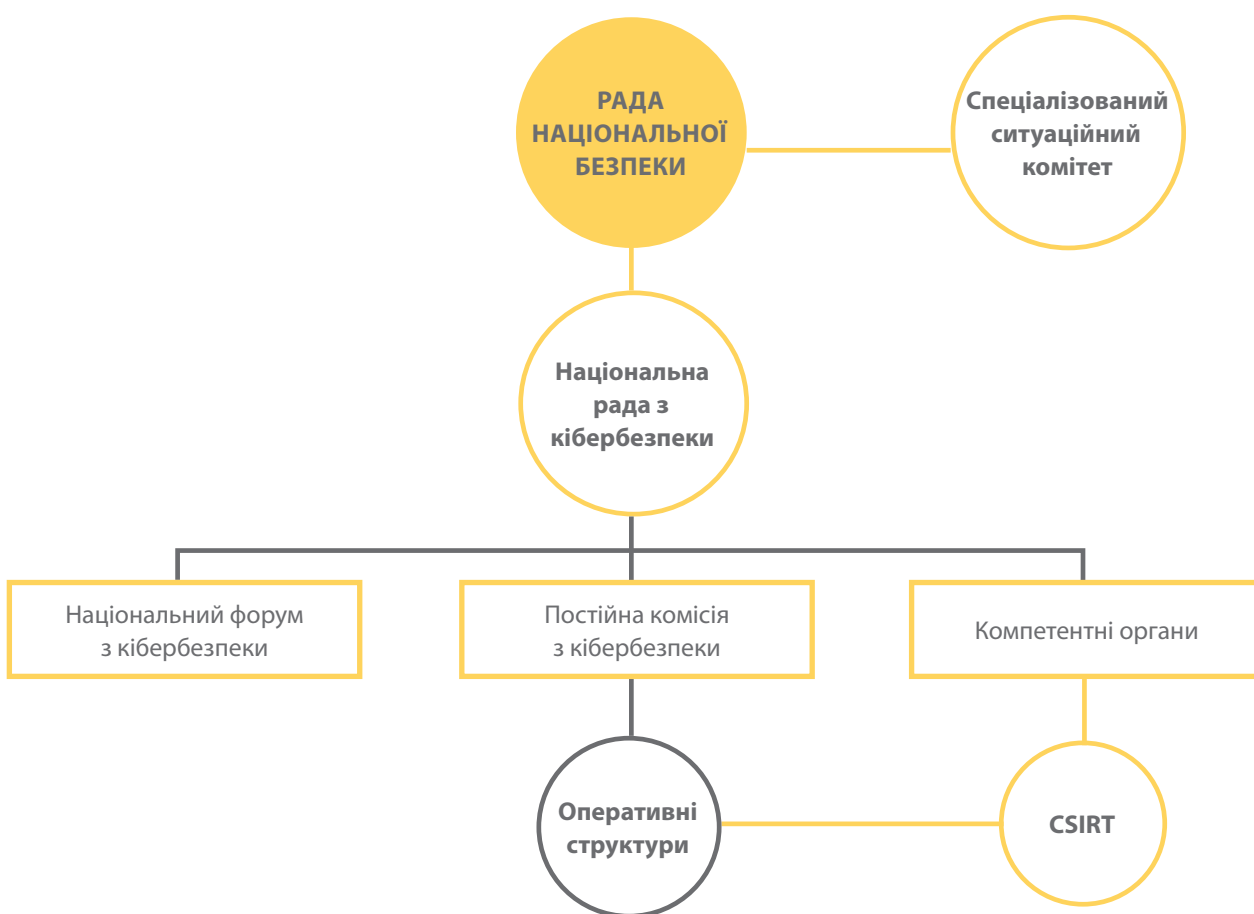 РАДА
НАЦІОНАЛЬНОЇ
БЕЗПЕКИ
Спеціалізований
ситуаційний
комітет
Національна
рада з
кібербезпеки
Національний форум
з кібербезпеки
Постійна комісія
з кібербезпеки
Компетентні органи
Оперативні
структури
CSIRT